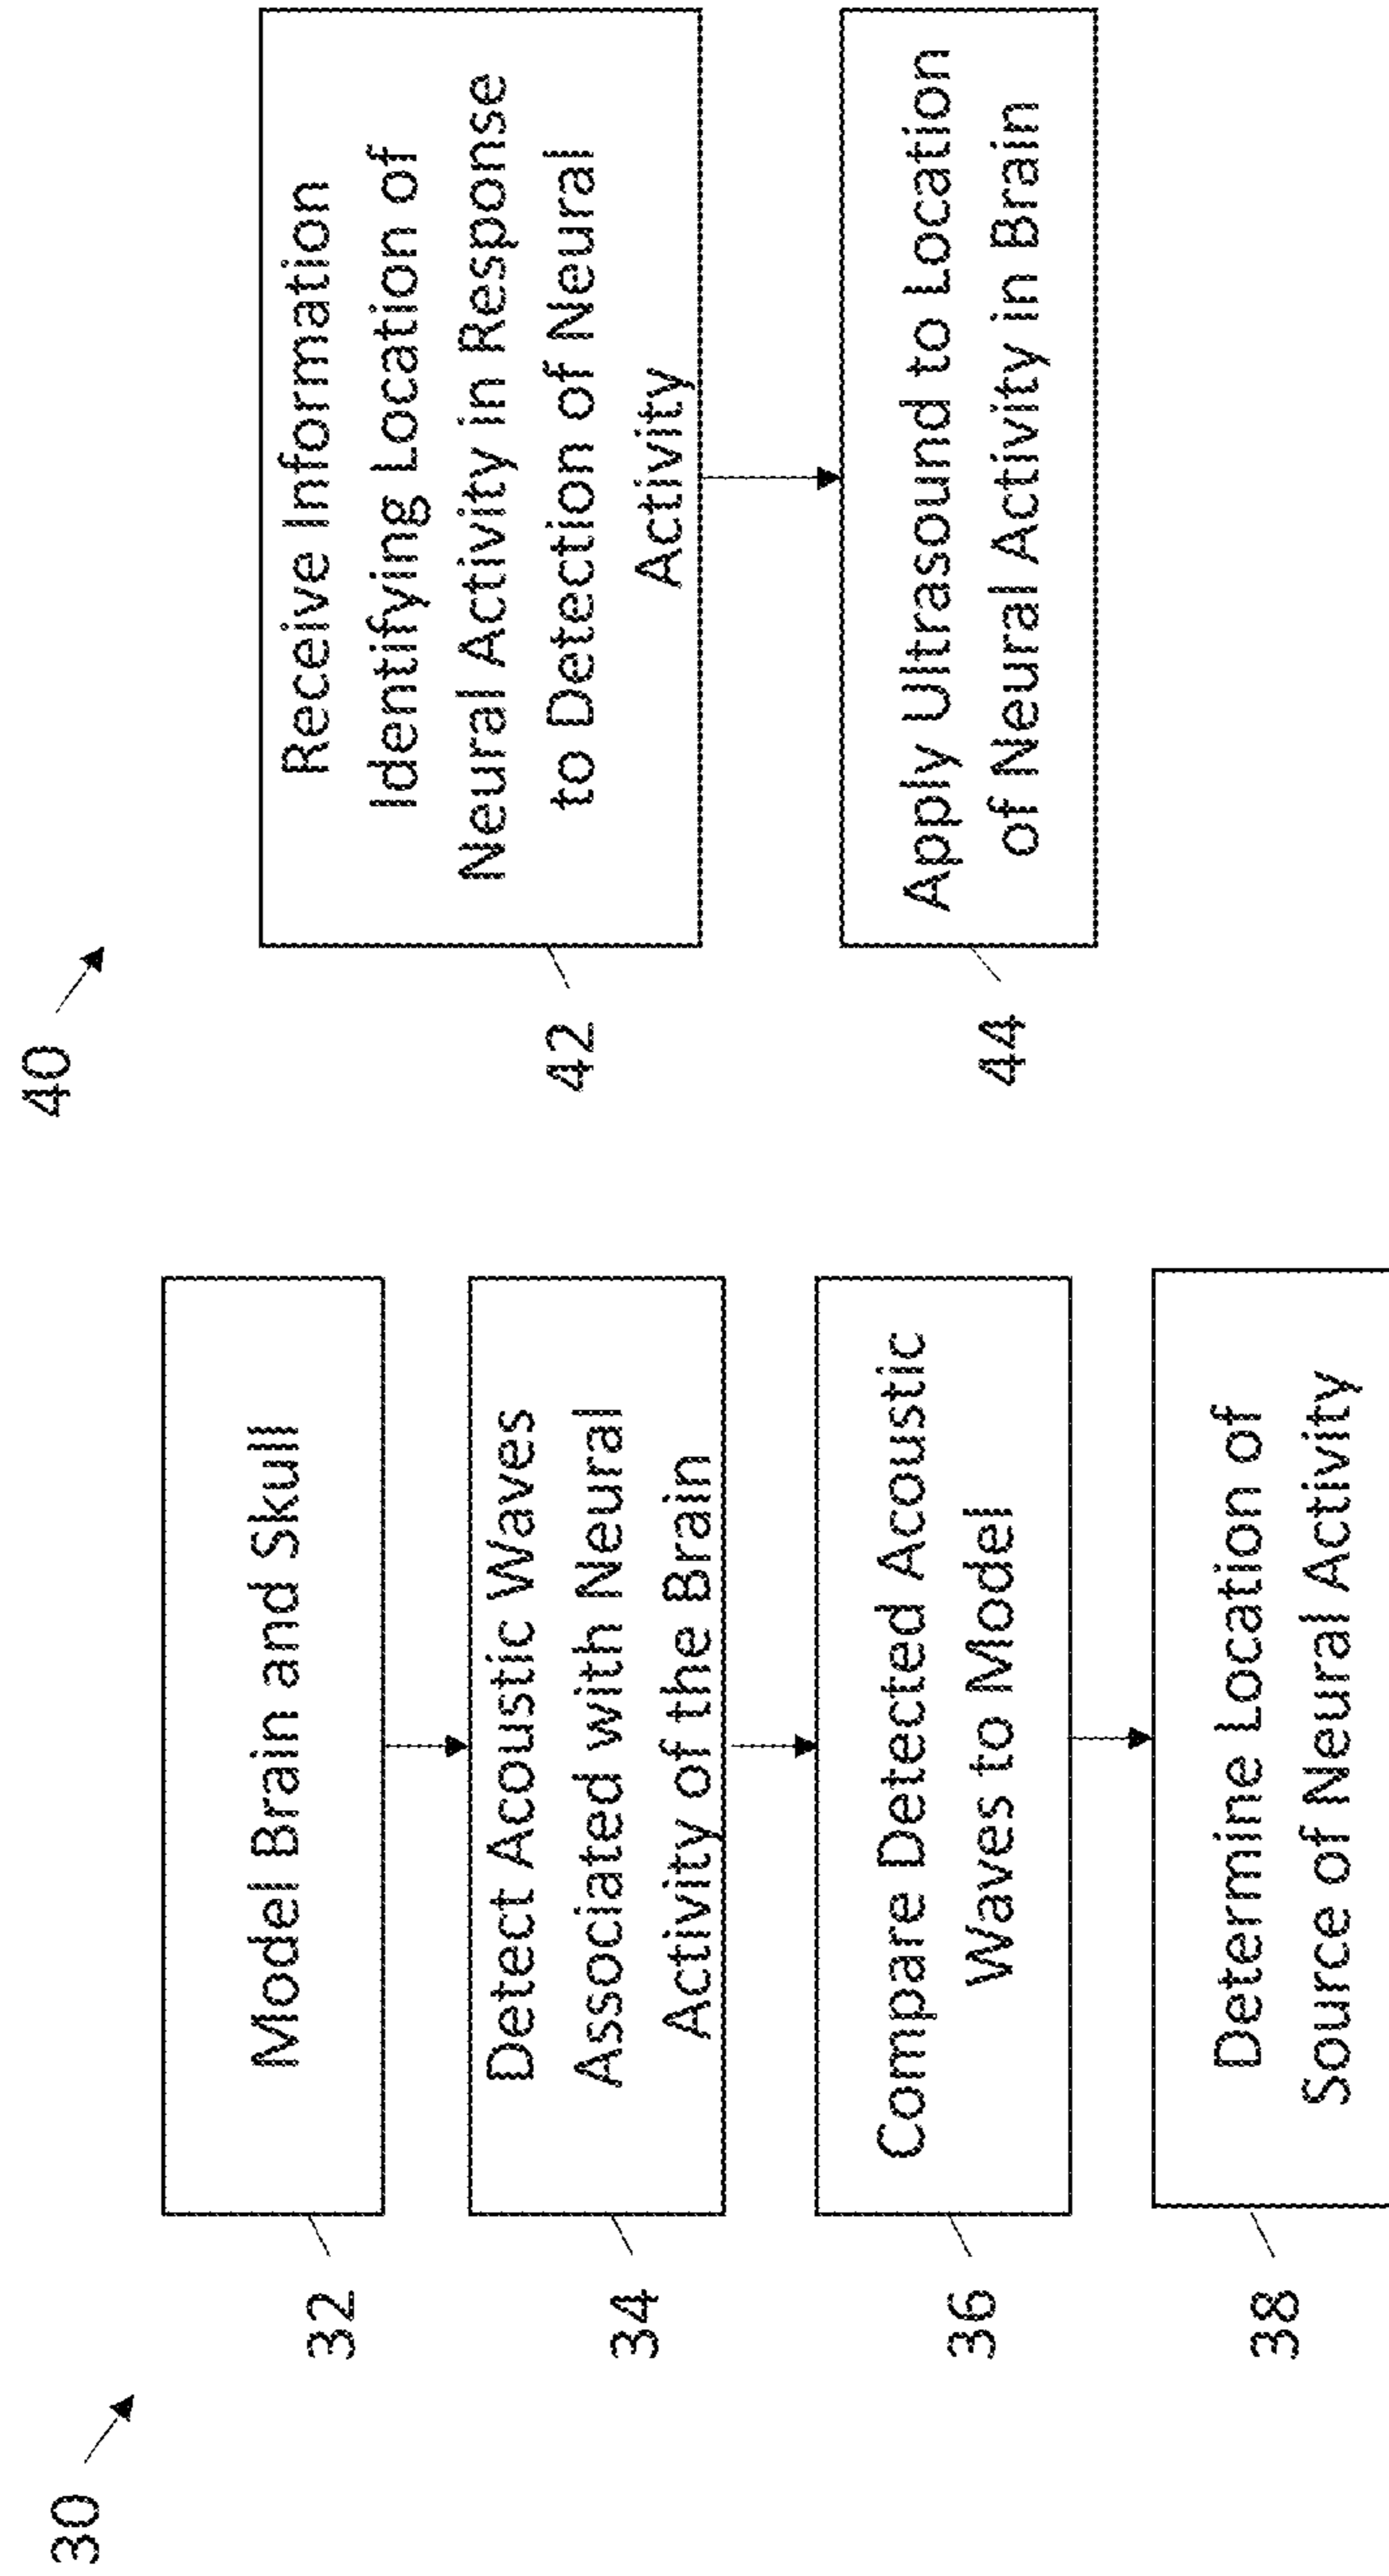 30
32
Model Brain and Skull
34
Detect Acoustic Waves
Associated with Neural
Activity of the Brain
36
Compare Detected Acoustic
Waves to Model
38
Determine Location of
Source of Neural Activity
40
42
Receive Information
Identifying Location of
Neural Activity in Response
to Detection of Neural
Activity
44
Apply Ultrasound to Location
of Neural Activity in Brain